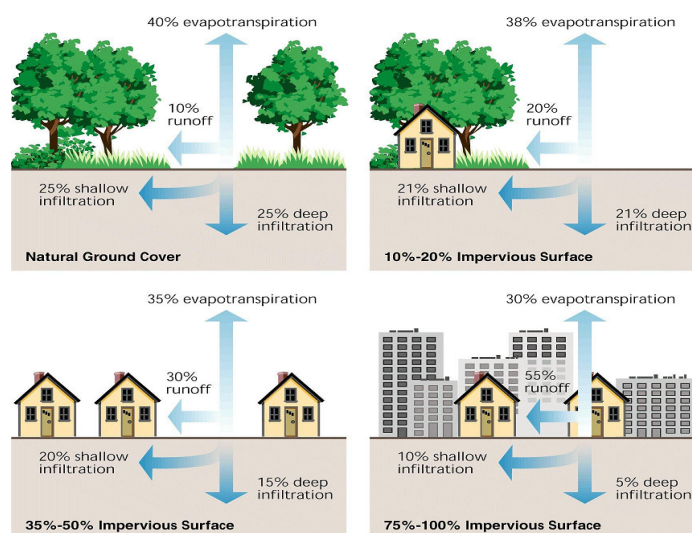 40% evapotranspiration
10%
runoff
25% shallow
infiltration
25% deep
infiltration
Natural Ground Cover
38% evapotranspiration
20%
runoff
21% shallow
infiltration
21% deep
infiltration
10%-20% Impervious Surface
35% evapotranspiration
30%
runoff
20% shallow
infiltration
15% deep
infiltration
35%-50% Impervious Surface
30% evapotranspiration
55%
runoff
10% shallow
infiltration
5% deep
infiltration
75%-100% Impervious Surface